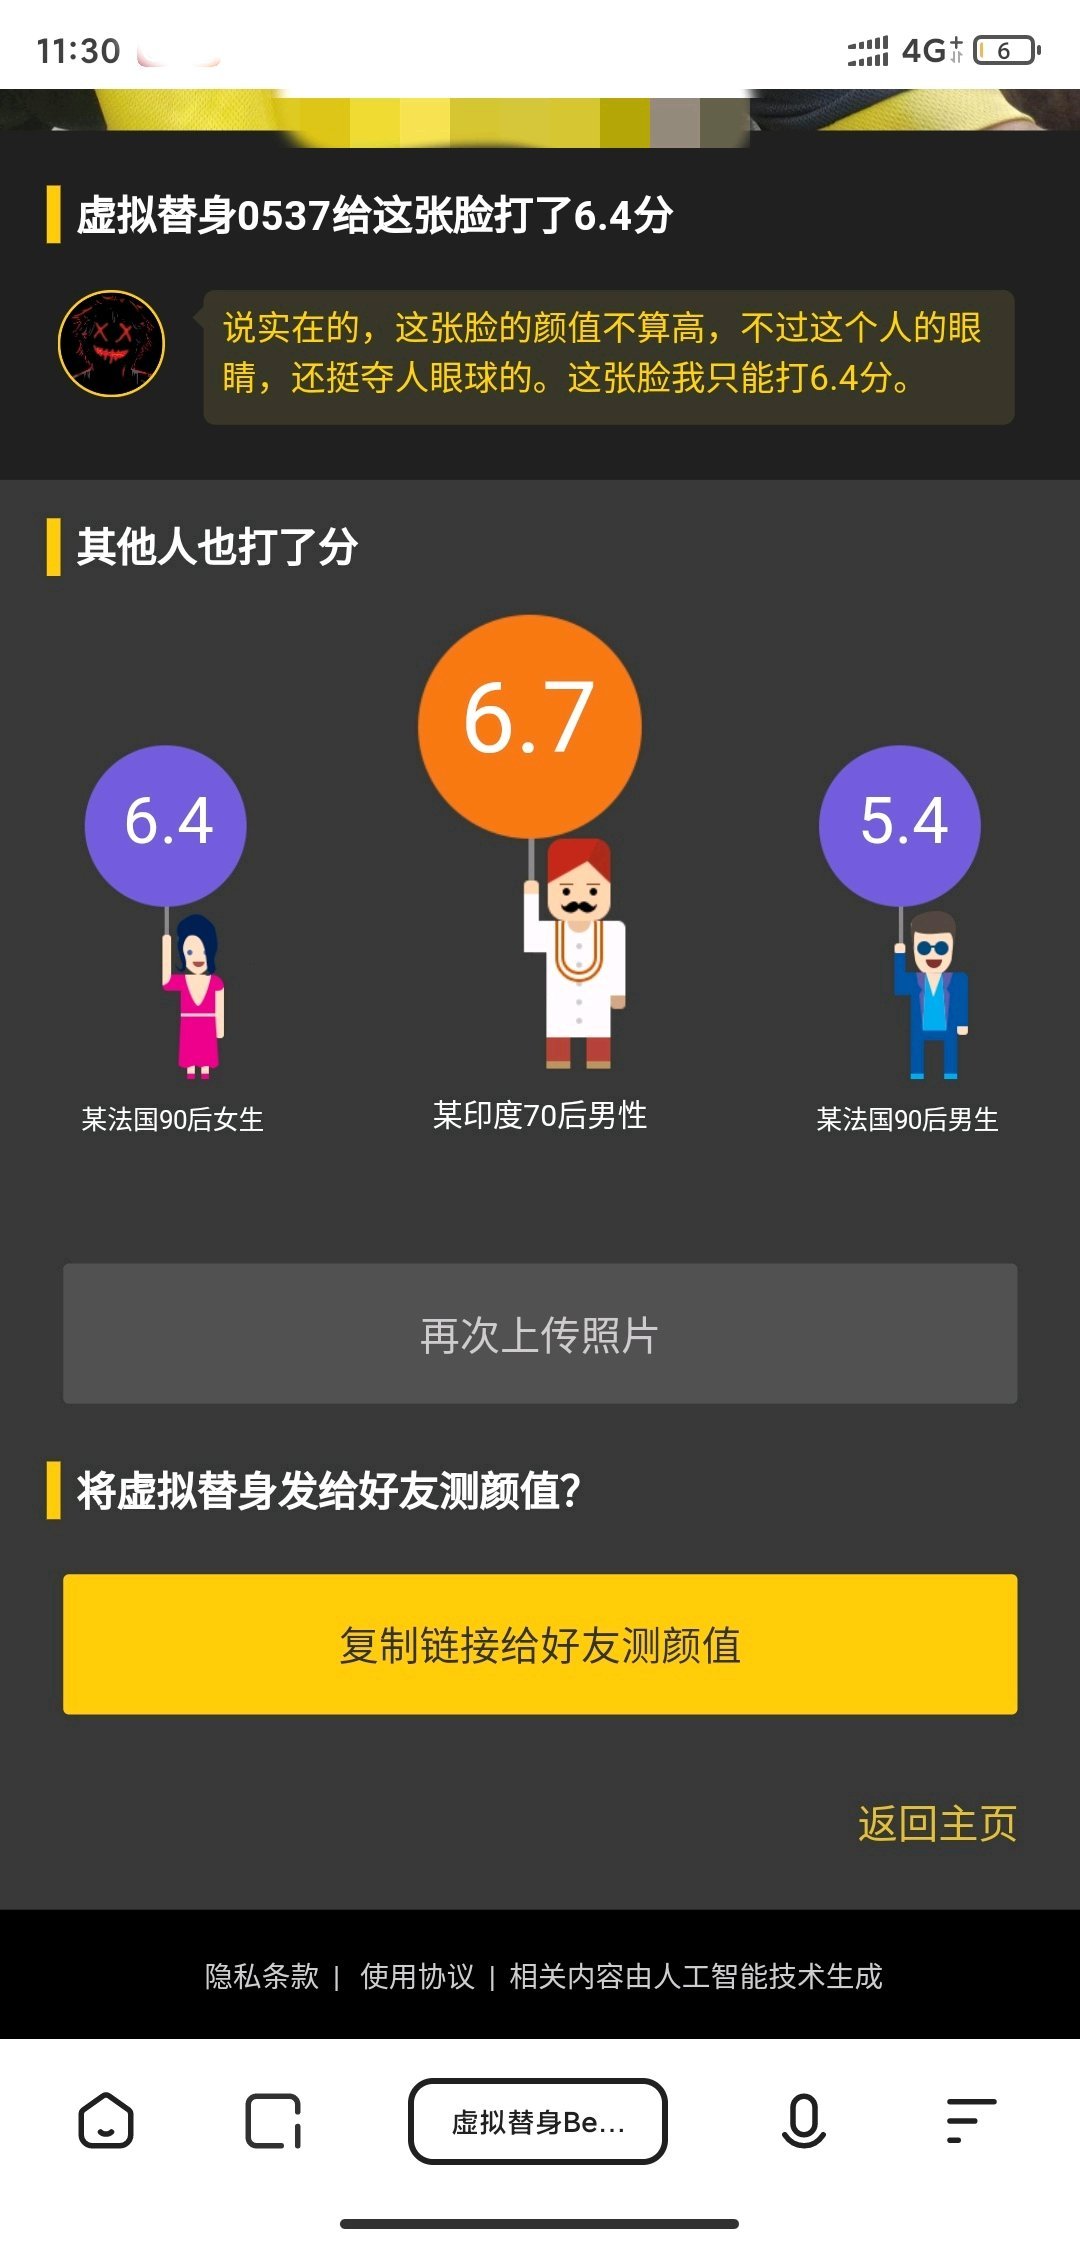 11:30
4G+
6
虚拟替身0537给这张脸打了6.4分
说实在的，这张脸的颜值不算高，不过这个人的眼
睛，还挺夺人眼球的。这张脸我只能打6.4分。
其他人也打了分
6.7
6.4
5.4
某法国90后女生
某印度70后男性
某法国90后男生
再次上传照片
将虚拟替身发给好友测颜值?
复制链接给好友测颜值
返回主页
隐私条款 | 使用协议 | 相关内容由人工智能技术生成
虚拟替身Be...